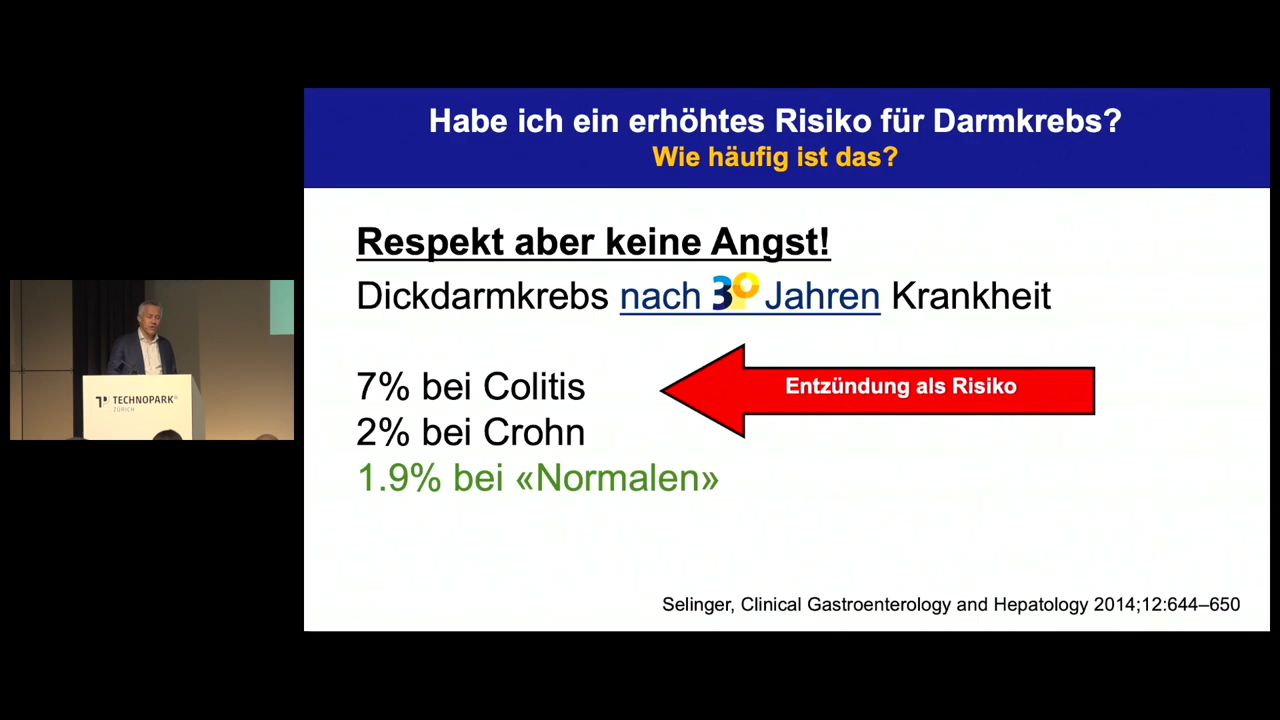 Habe ich ein erhöhtes Risiko für Darmkrebs?
Wie häufig ist das?
Respekt aber keine Angst!
Dickdarmkrebs nach 30 Jahren Krankheit
7% bei Colitis
Entzündung als Risiko
2% bei Crohn
1.9% bei «Normalen»
Selinger, Clinical Gastroenterology and Hepatology 2014;12:644–650
TECHNOPARK®
ZÜRICH